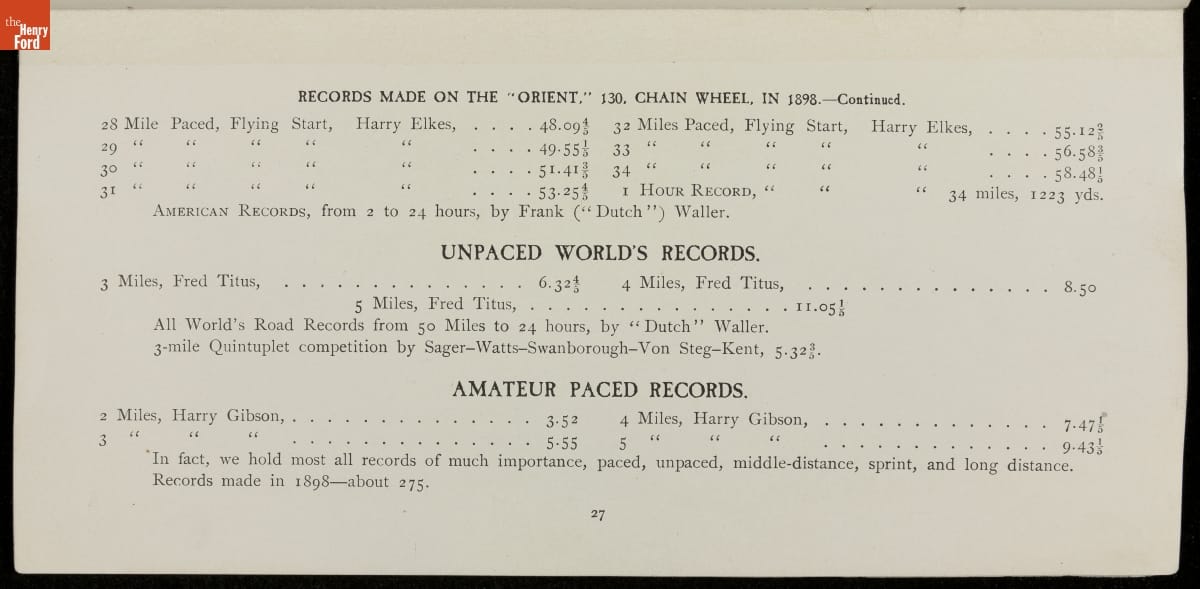 the
Henry
Ford
RECORDS MADE ON THE "ORIENT," 130, CHAIN WHEEL, IN 1898.—Continued.
28 Mile Paced, Flying Start, Harry Elkes, . . . . 48.09⅘ 32 Miles Paced, Flying Start, Harry Elkes, . . . . 55.12⅖
29 " " " " " . . . . 49.55⅕ 33 " " " " " . . . . 56.58⅗
30 " " " " " . . . . 51.41⅗ 34 " " " " " . . . . 58.48⅕
31 " " " " " . . . . 53.25⅘ 1 HOUR RECORD, " " " 34 miles, 1223 yds.
AMERICAN RECORDS, from 2 to 24 hours, by Frank ("Dutch") Waller.
UNPACED WORLD'S RECORDS.
3 Miles, Fred Titus, . . . . . . . . . . . . . . 6.32⅘ 4 Miles, Fred Titus, . . . . . . . . . . . . . . 8.50
5 Miles, Fred Titus, . . . . . . . . . . . . . . . 11.05⅕
All World's Road Records from 50 Miles to 24 hours, by "Dutch" Waller.
3-mile Quintuplet competition by Sager–Watts–Swanborough–Von Steg–Kent, 5.32⅗.
AMATEUR PACED RECORDS.
2 Miles, Harry Gibson, . . . . . . . . . . . . . . 3.52 4 Miles, Harry Gibson, . . . . . . . . . . . . . 7.47⅕
3 " " " . . . . . . . . . . . . . . 5.55 5 " " " . . . . . . . . . . . . . 9.43⅕
In fact, we hold most all records of much importance, paced, unpaced, middle-distance, sprint, and long distance.
Records made in 1898—about 275.
27